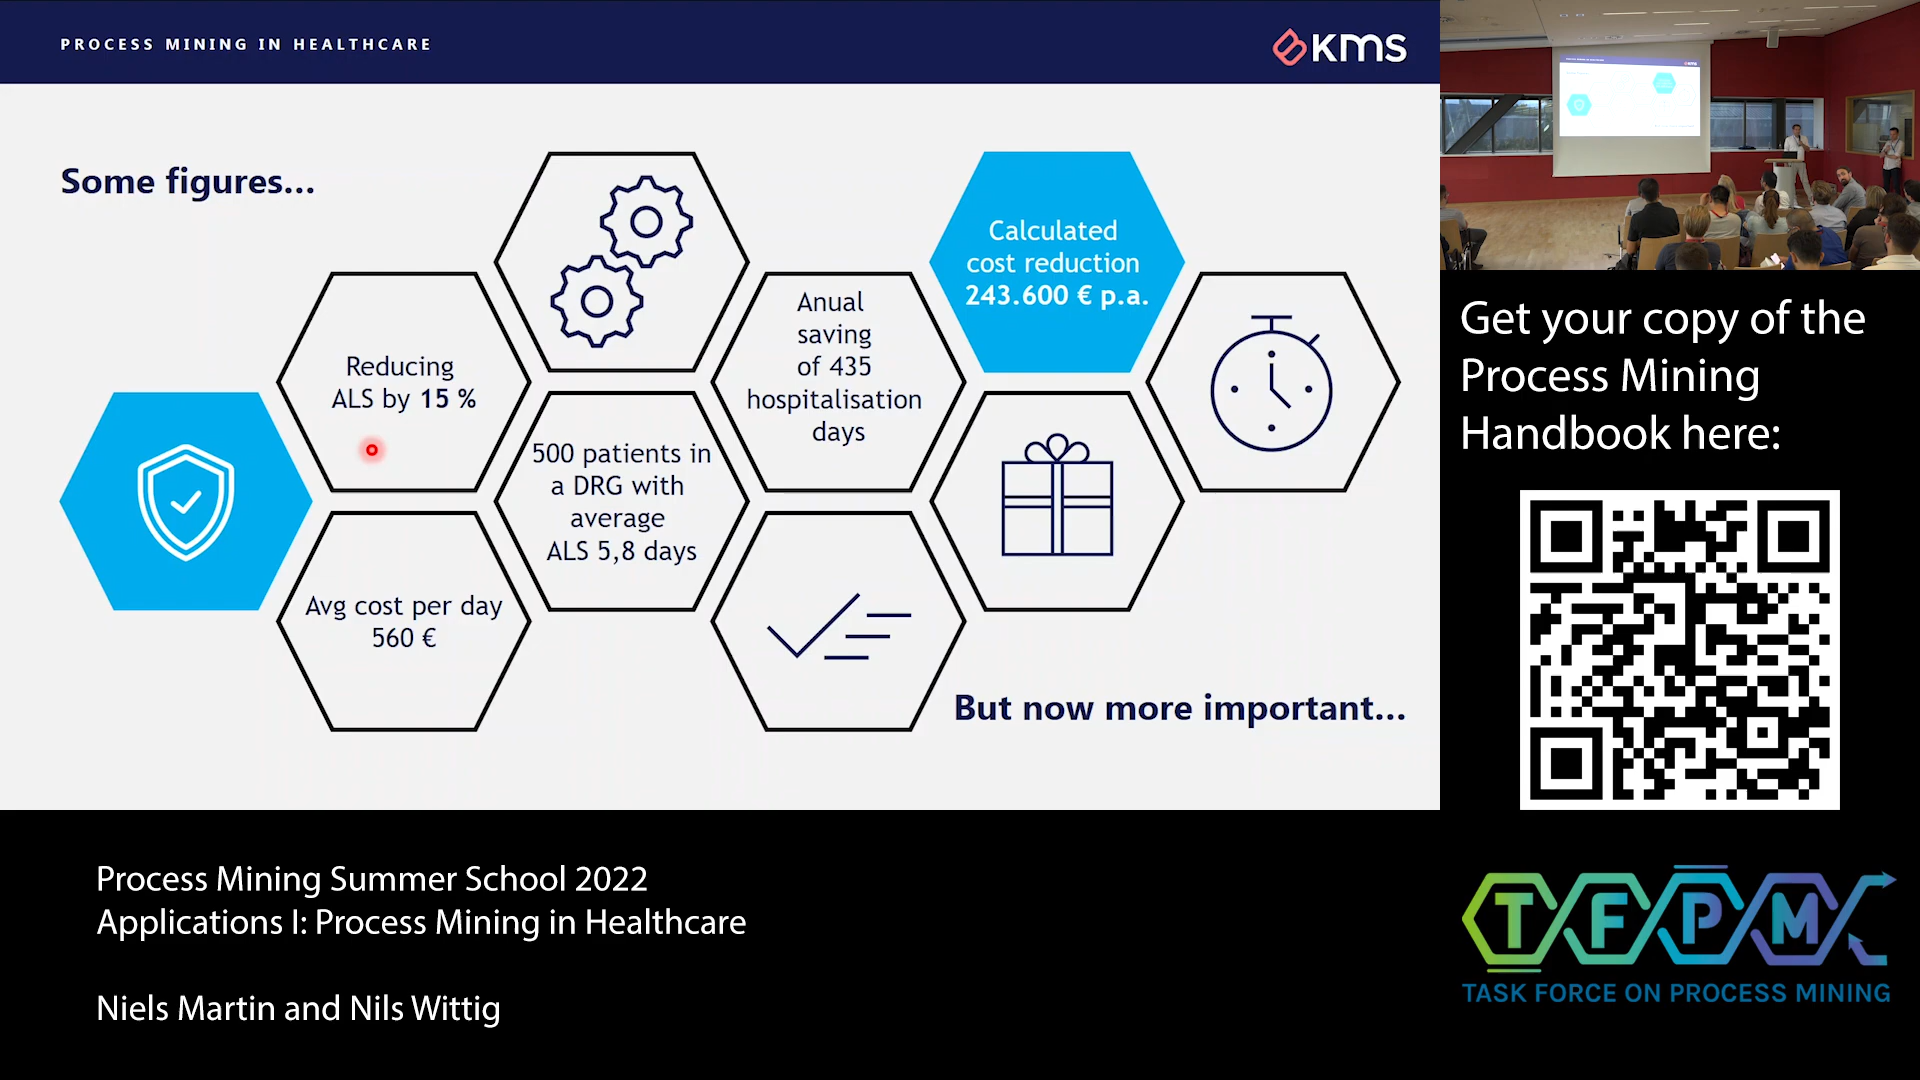 PROCESS MINING IN HEALTHCARE
KMS
Some figures...
Reducing
ALS by 15 %
Avg cost per day
560 €
500 patients in
a DRG with
average
ALS 5,8 days
Anual
saving
of 435
hospitalisation
days
Calculated
cost reduction
243.600 € p.a.
But now more important...
Get your copy of the
Process Mining
Handbook here:
Process Mining Summer School 2022
Applications I: Process Mining in Healthcare
Niels Martin and Nils Wittig
TFPM
TASK FORCE ON PROCESS MINING